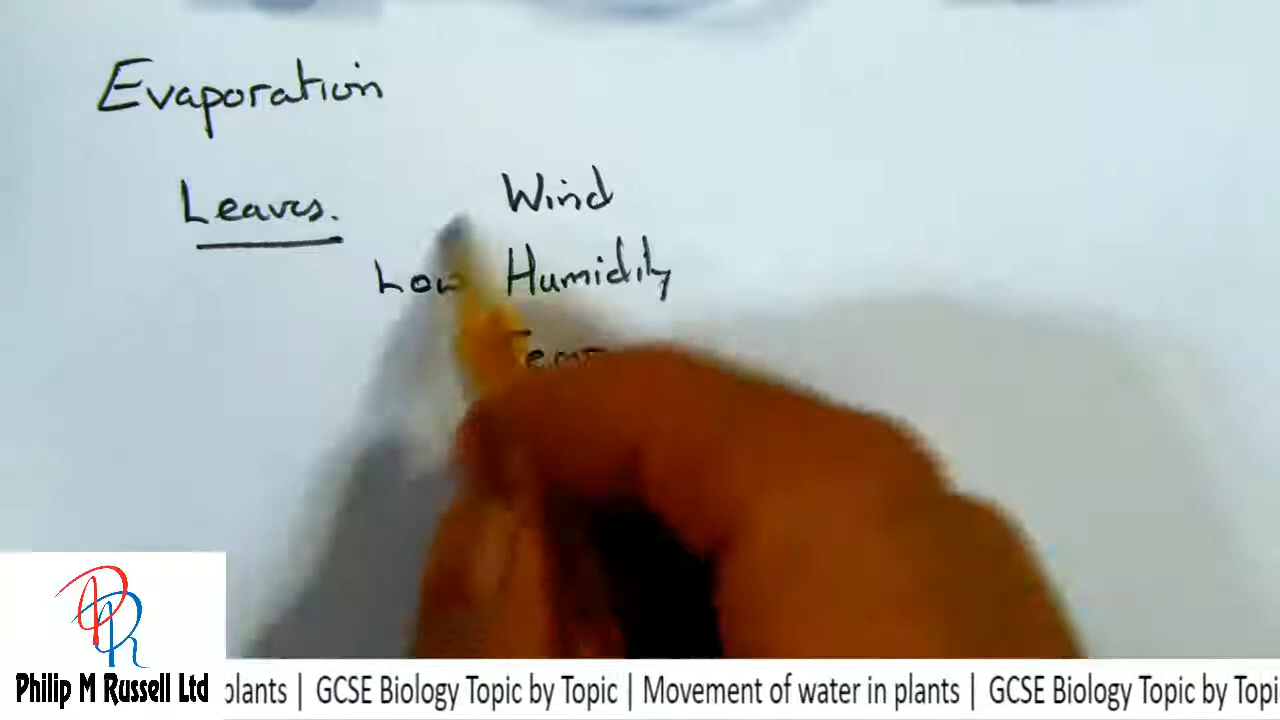 Evaporation
Leaves.
Wind
Low Humidity
Philip M Russell Ltd
plants | GCSE Biology Topic by Topic | Movement of water in plants | GCSE Biology Topic by Topi